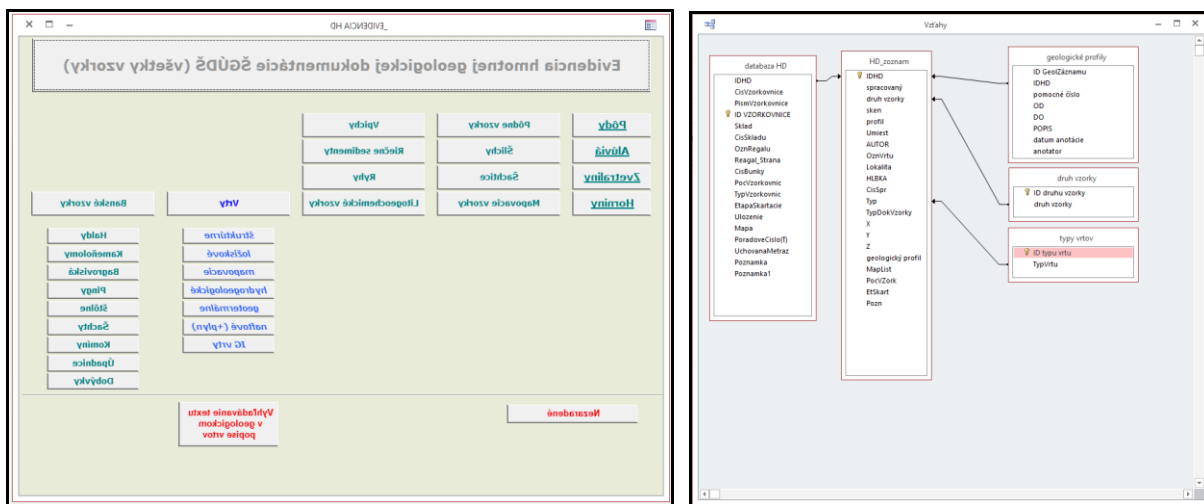 _EVIDENCIA HD
Evidencia hmotnej geologickej dokumentácie ŠGÚDŠ (všetky vzorky)
Pôdy
Pôdne vzorky
Vpichy
Alúviá
Šlichy
Riečne sedimenty
Zvetraliny
Šachtice
Ryhy
Horniny
Mapovacie vzorky
Litogeochemické vzorky
Vrty
Banské vzorky
štruktúrne
ložiskové
mapovacie
hydrogeologické
geotermálne
naftové (+plyn)
IG vrty
Haldy
Kameňolomy
Bagroviská
Pingy
štôlne
Šachty
Komíny
Úpadnice
Dobývky
Nezaradené
Vyhľadávanie textu
v geologickom
popise vrtov
Vzťahy
databaza HD
IDHD
CisVzorkovnice
PismVzorkovnice
ID VZORKOVNICE
Sklad
CisSkladu
OznRegalu
Reagal_Strana
CisBunky
PocVzorkovnic
TypVzorkovnic
EtapaSkartacie
Ulozenie
Mapa
PoradoveCislo(f)
UchovanaMetraz
Poznamka
Poznamka1
HD_zoznam
IDHD
spracovaný
druh vzorky
sken
profil
Umiest
AUTOR
OznVrtu
Lokalita
HLBKA
CisSpr
Typ
TypDokVzorky
X
Y
Z
geologický profil
MapList
PocVZork
EtSkart
Pozn
geologické profily
ID GeolZáznamu
IDHD
pomocné číslo
OD
DO
POPIS
datum anotácie
anotator
druh vzorky
ID druhu vzorky
druh vzorky
typy vrtov
ID typu vrtu
TypVrtu